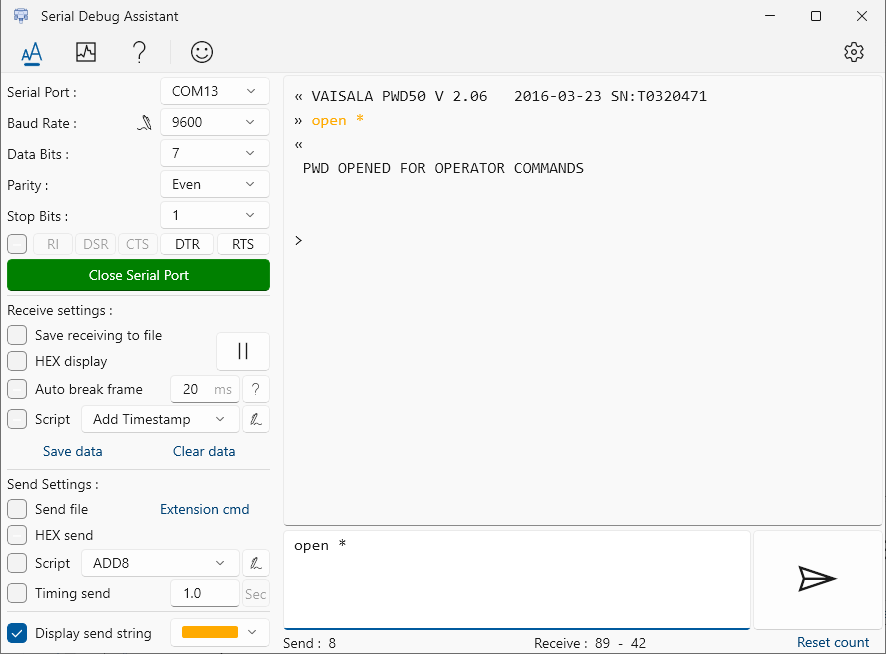 Serial Debug Assistant
AA
?
Serial Port : COM13
Baud Rate : 9600
Data Bits : 7
Parity : Even
Stop Bits : 1
RI DSR CTS DTR RTS
Close Serial Port
Receive settings :
Save receiving to file
HEX display
Auto break frame 20 ms ?
Script Add Timestamp
Save data Clear data
Send Settings :
Send file Extension cmd
HEX send
Script ADD8
Timing send 1.0 Sec
Display send string
« VAISALA PWD50 V 2.06   2016-03-23 SN:T0320471
» open *
«
PWD OPENED FOR OPERATOR COMMANDS
>
open *
Send : 8 Receive : 89 - 42 Reset count